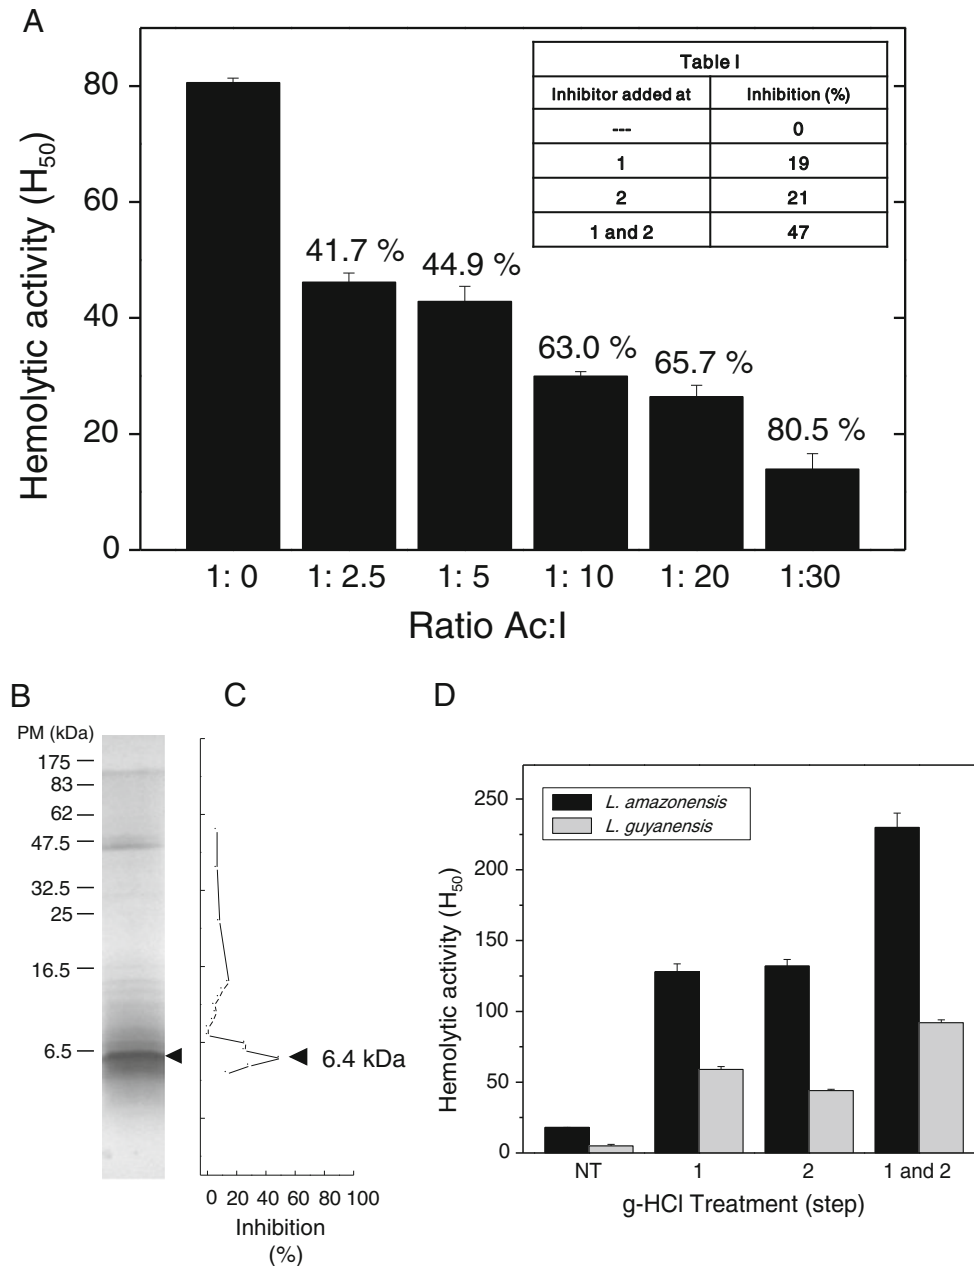 A
Hemolytic activity (H50)
80
60
40
20
0
41.7 %
44.9 %
63.0 %
65.7 %
80.5 %
1: 0
1: 2.5
1: 5
1: 10
1: 20
1:30
Ratio Ac:I
Table I
Inhibitor added at Inhibition (%)
--- 0
1 19
2 21
1 and 2 47
B
PM (kDa)
175
83
62
47.5
32.5
25
16.5
6.5
C
6.4 kDa
0 20 40 60 80 100
Inhibition
(%)
D
Hemolytic activity (H50)
250
200
150
100
50
0
L. amazonensis
L. guyanensis
NT 1 2 1 and 2
g-HCl Treatment (step)